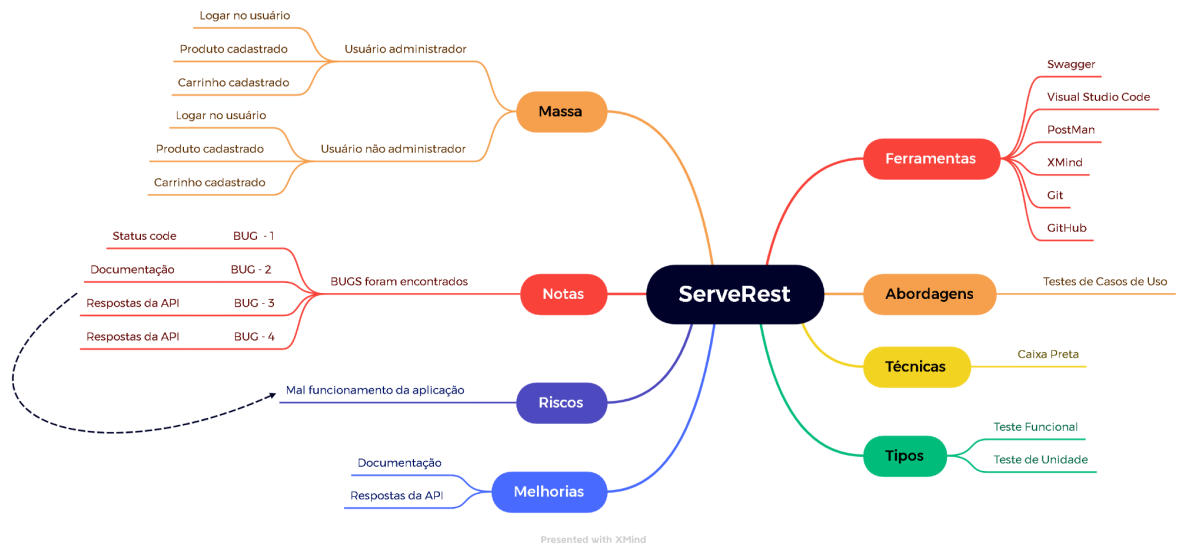 ServeRest
Massa
Usuário administrador
Logar no usuário
Produto cadastrado
Carrinho cadastrado
Usuário não administrador
Logar no usuário
Produto cadastrado
Carrinho cadastrado
Notas
BUGS foram encontrados
Status code BUG - 1
Documentação BUG - 2
Respostas da API BUG - 3
Respostas da API BUG - 4
Riscos
Mal funcionamento da aplicação
Melhorias
Documentação
Respostas da API
Ferramentas
Swagger
Visual Studio Code
PostMan
XMind
Git
GitHub
Abordagens
Testes de Casos de Uso
Técnicas
Caixa Preta
Tipos
Teste Funcional
Teste de Unidade
Presented with XMind